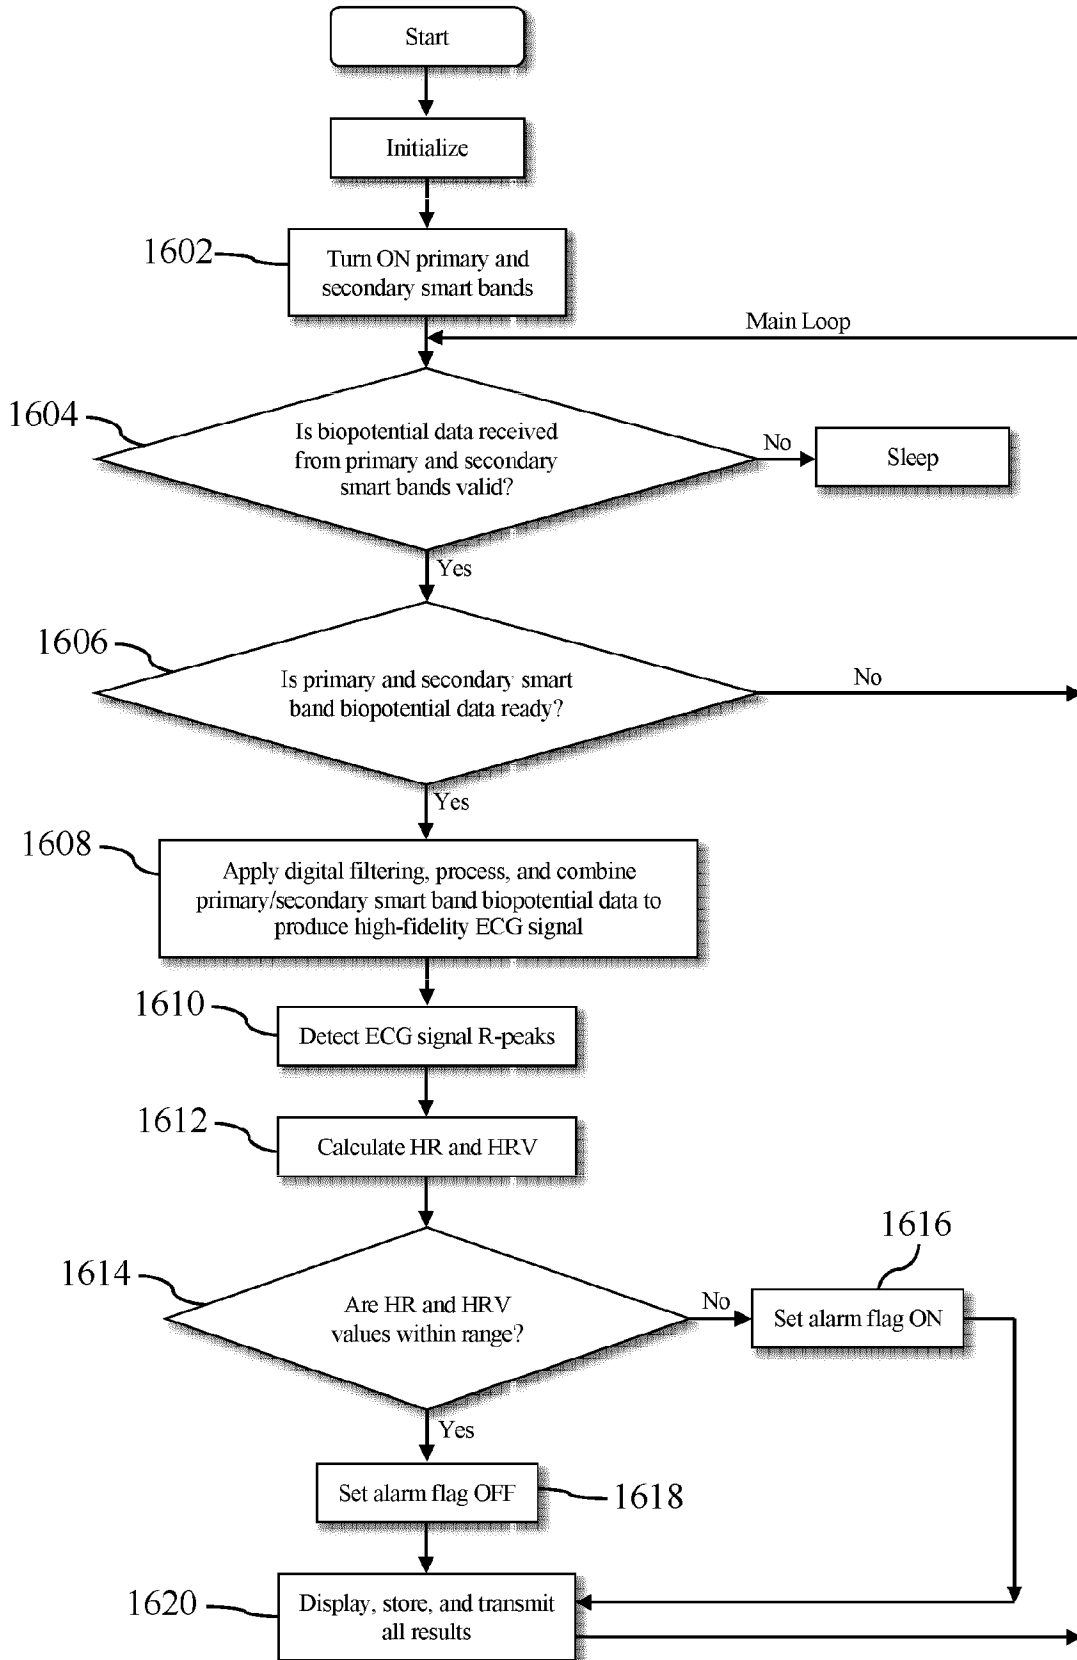 Start
Initialize
1602
Turn ON primary and
secondary smart bands
Main Loop
1604
Is biopotential data received
from primary and secondary
smart bands valid?
No
Sleep
Yes
1606
Is primary and secondary smart
band biopotential data ready?
No
Yes
1608
Apply digital filtering, process, and combine
primary/secondary smart band biopotential data to
produce high-fidelity ECG signal
1610
Detect ECG signal R-peaks
1612
Calculate HR and HRV
1614
Are HR and HRV
values within range?
No
1616
Set alarm flag ON
Yes
Set alarm flag OFF
1618
1620
Display, store, and transmit
all results